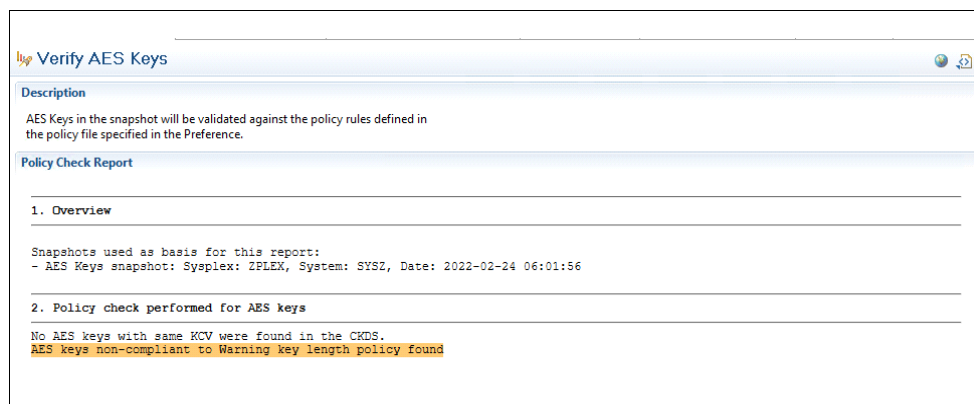 Verify AES Keys
Description
AES Keys in the snapshot will be validated against the policy rules defined in
the policy file specified in the Preference.
Policy Check Report
1. Overview
Snapshots used as basis for this report:
- AES Keys snapshot: Sysplex: ZPLEX, System: SYSZ, Date: 2022-02-24 06:01:56
2. Policy check performed for AES keys
No AES keys with same KCV were found in the CKDS.
AES keys non-compliant to Warning key length policy found